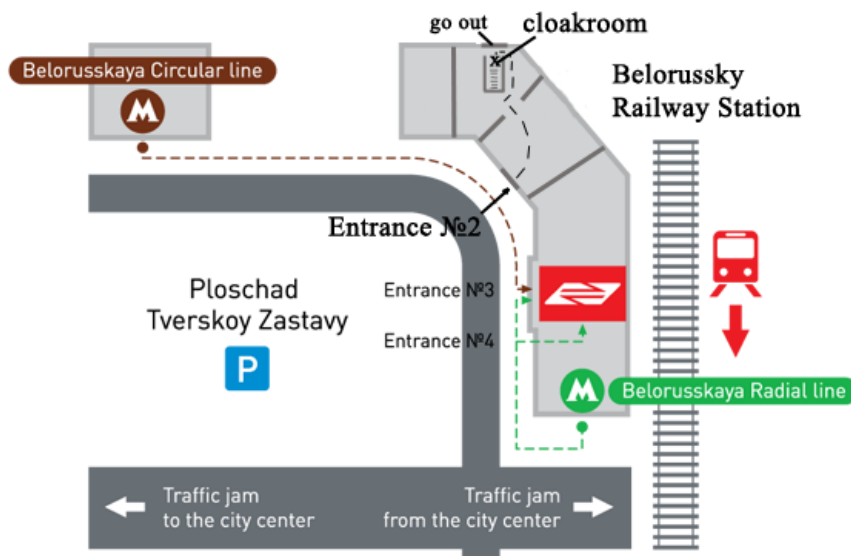 go out
cloakroom
Belorusskaya Circular line
M
Belorussky
Railway Station
Entrance №2
Ploschad
Tverskoy Zastavy
P
Entrance №3
Entrance №4
M
Belorusskaya Radial line
Traffic jam
to the city center
Traffic jam
from the city center